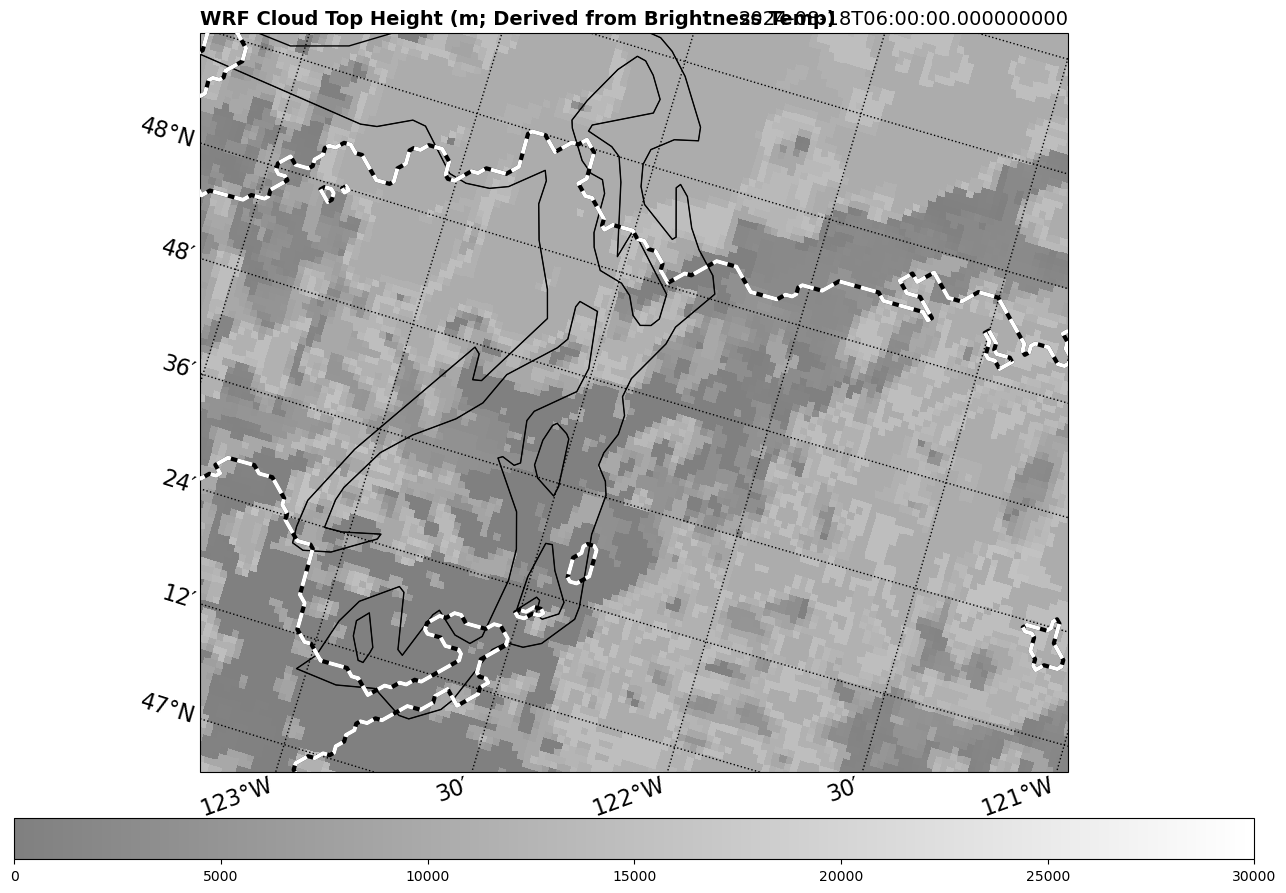 WRF Cloud Top Height (m; Derived from Brightness Temp) 2024-08-18T06:00:00.000000000
48°N
48′
36′
24′
12′
47°N
123°W 30′ 122°W 30′ 121°W
0 5000 10000 15000 20000 25000 30000